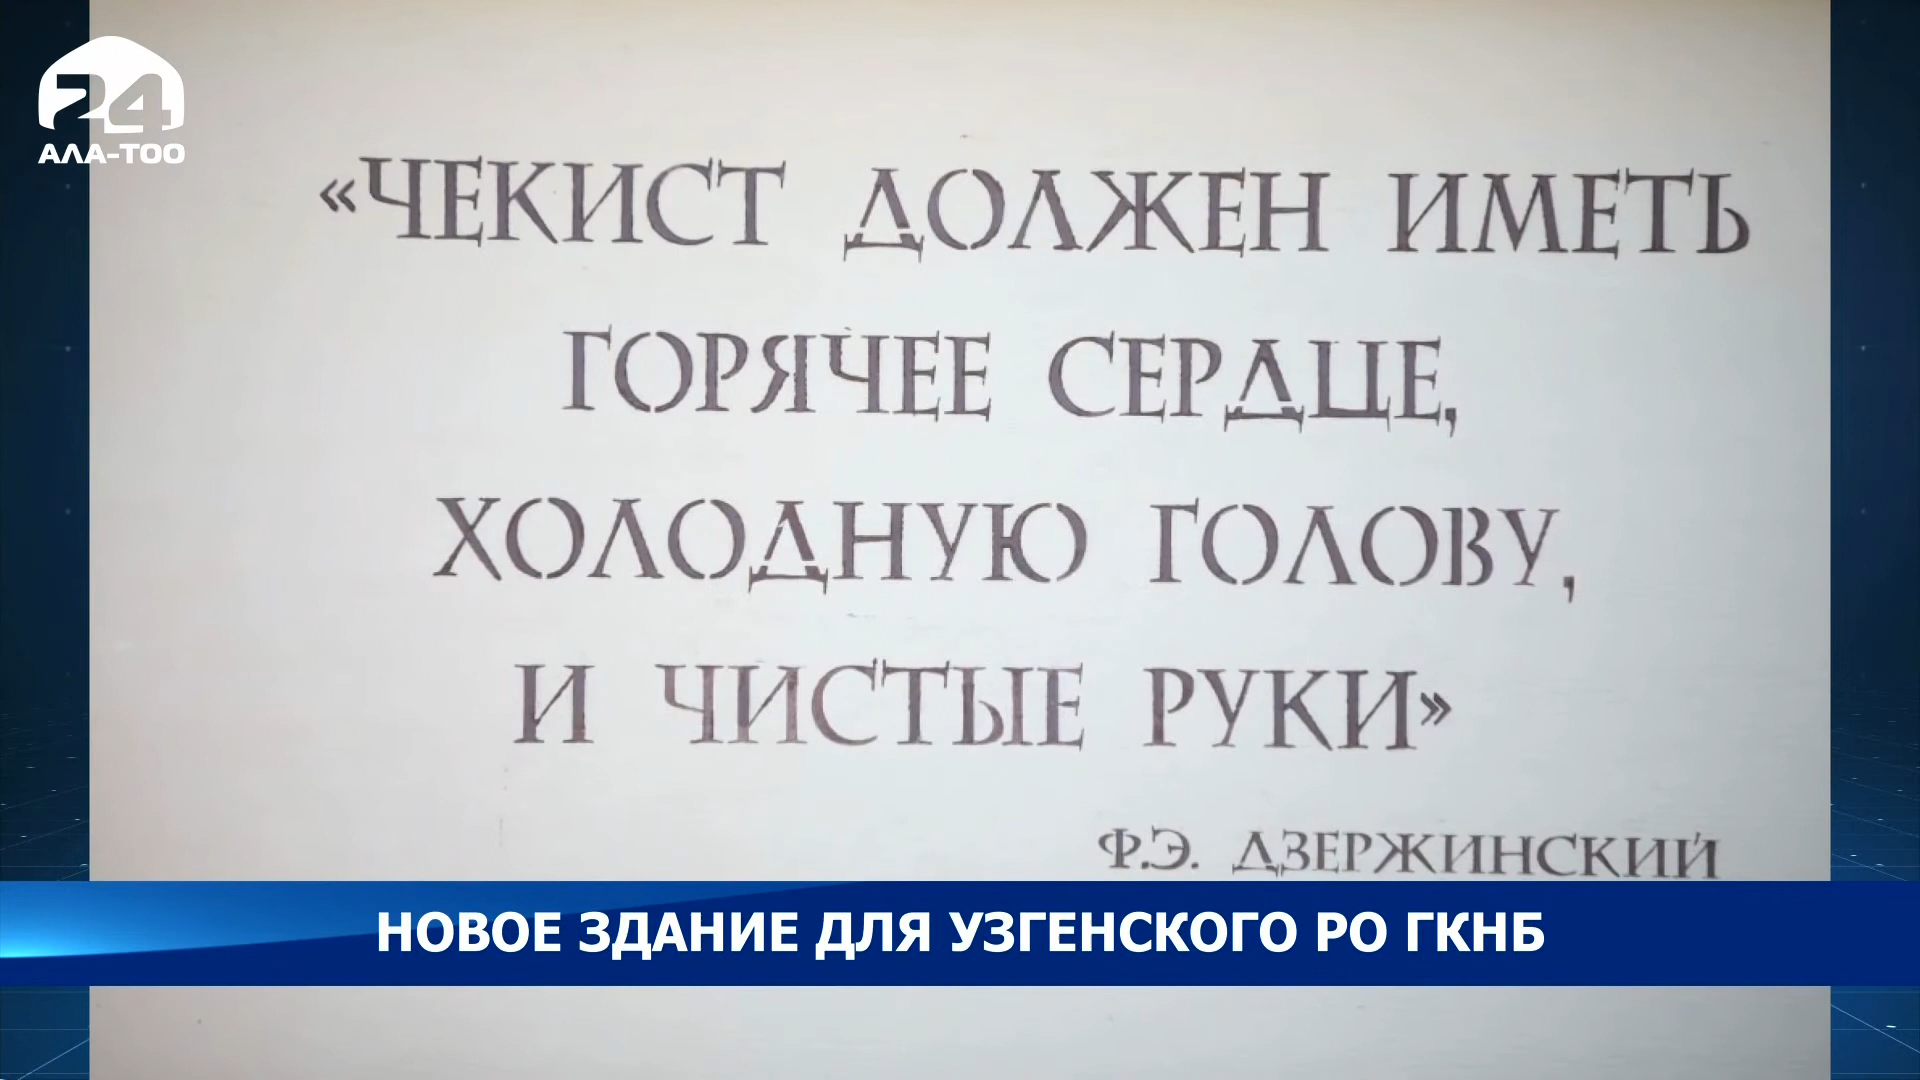 24
АЛА-ТОО
«ЧЕКИСТ ДОЛЖЕН ИМЕТЬ
ГОРЯЧЕЕ СЕРДЦЕ,
ХОЛОДНУЮ ГОЛОВУ,
И ЧИСТЫЕ РУКИ»
Ф.Э. ДЗЕРЖИНСКИЙ
НОВОЕ ЗДАНИЕ ДЛЯ УЗГЕНСКОГО РО ГКНБ